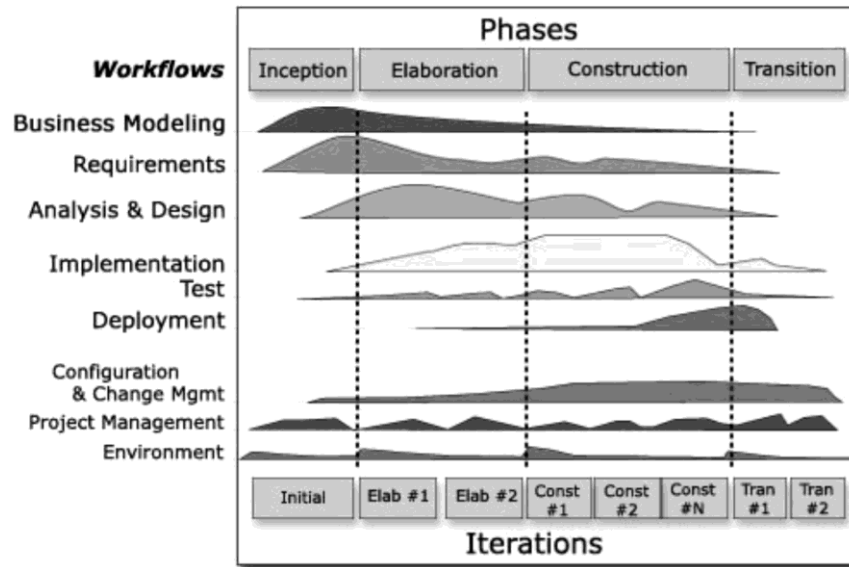 Phases
Workflows
Inception
Elaboration
Construction
Transition
Business Modeling
Requirements
Analysis & Design
Implementation
Test
Deployment
Configuration
& Change Mgmt
Project Management
Environment
Initial
Elab #1
Elab #2
Const
#1
Const
#2
Const
#N
Tran
#1
Tran
#2
Iterations